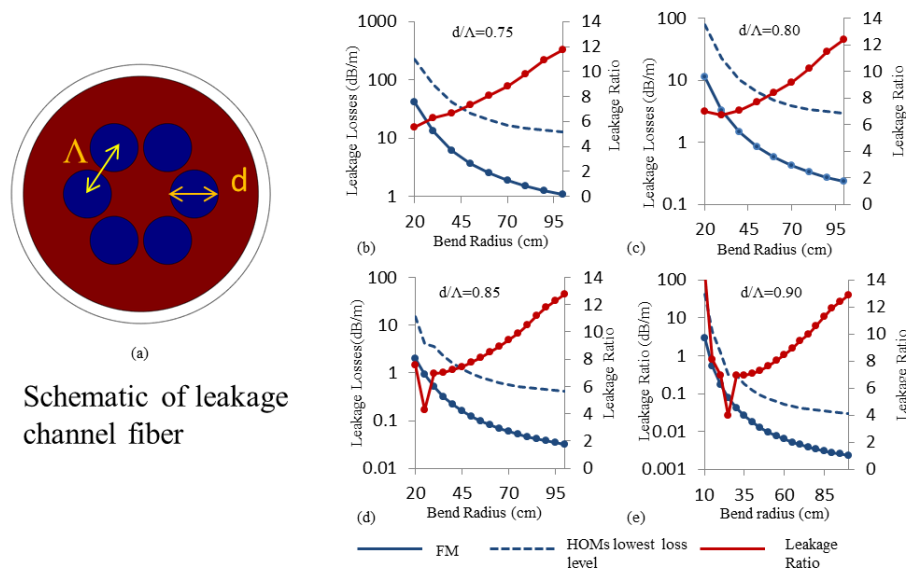 Λ
d
(a)
Schematic of leakage
channel fiber
(b)
1000
100
10
1
Leakage Losses (dB/m)
d/Λ=0.75
14
12
10
8
6
4
2
0
Leakage Ratio
20 45 70 95
Bend Radius (cm)
(c)
100
10
1
0.1
Leakage Losses (dB/m)
d/Λ=0.80
14
12
10
8
6
4
2
0
Leakage Ratio
20 45 70 95
Bend Radius (cm)
(d)
100
10
1
0.1
0.01
Leakage Losses(dB/m)
d/Λ=0.85
14
12
10
8
6
4
2
0
Leakage
Ratio
20 45 70 95
Bend Radius (cm)
(e)
100
10
1
0.1
0.01
0.001
Leakage Ratio (dB/m)
d/Λ=0.90
14
12
10
8
6
4
2
0
Leakage
Ratio
10 35 60 85
Bend radius (cm)
FM
HOMs lowest loss
level
Leakage
Ratio